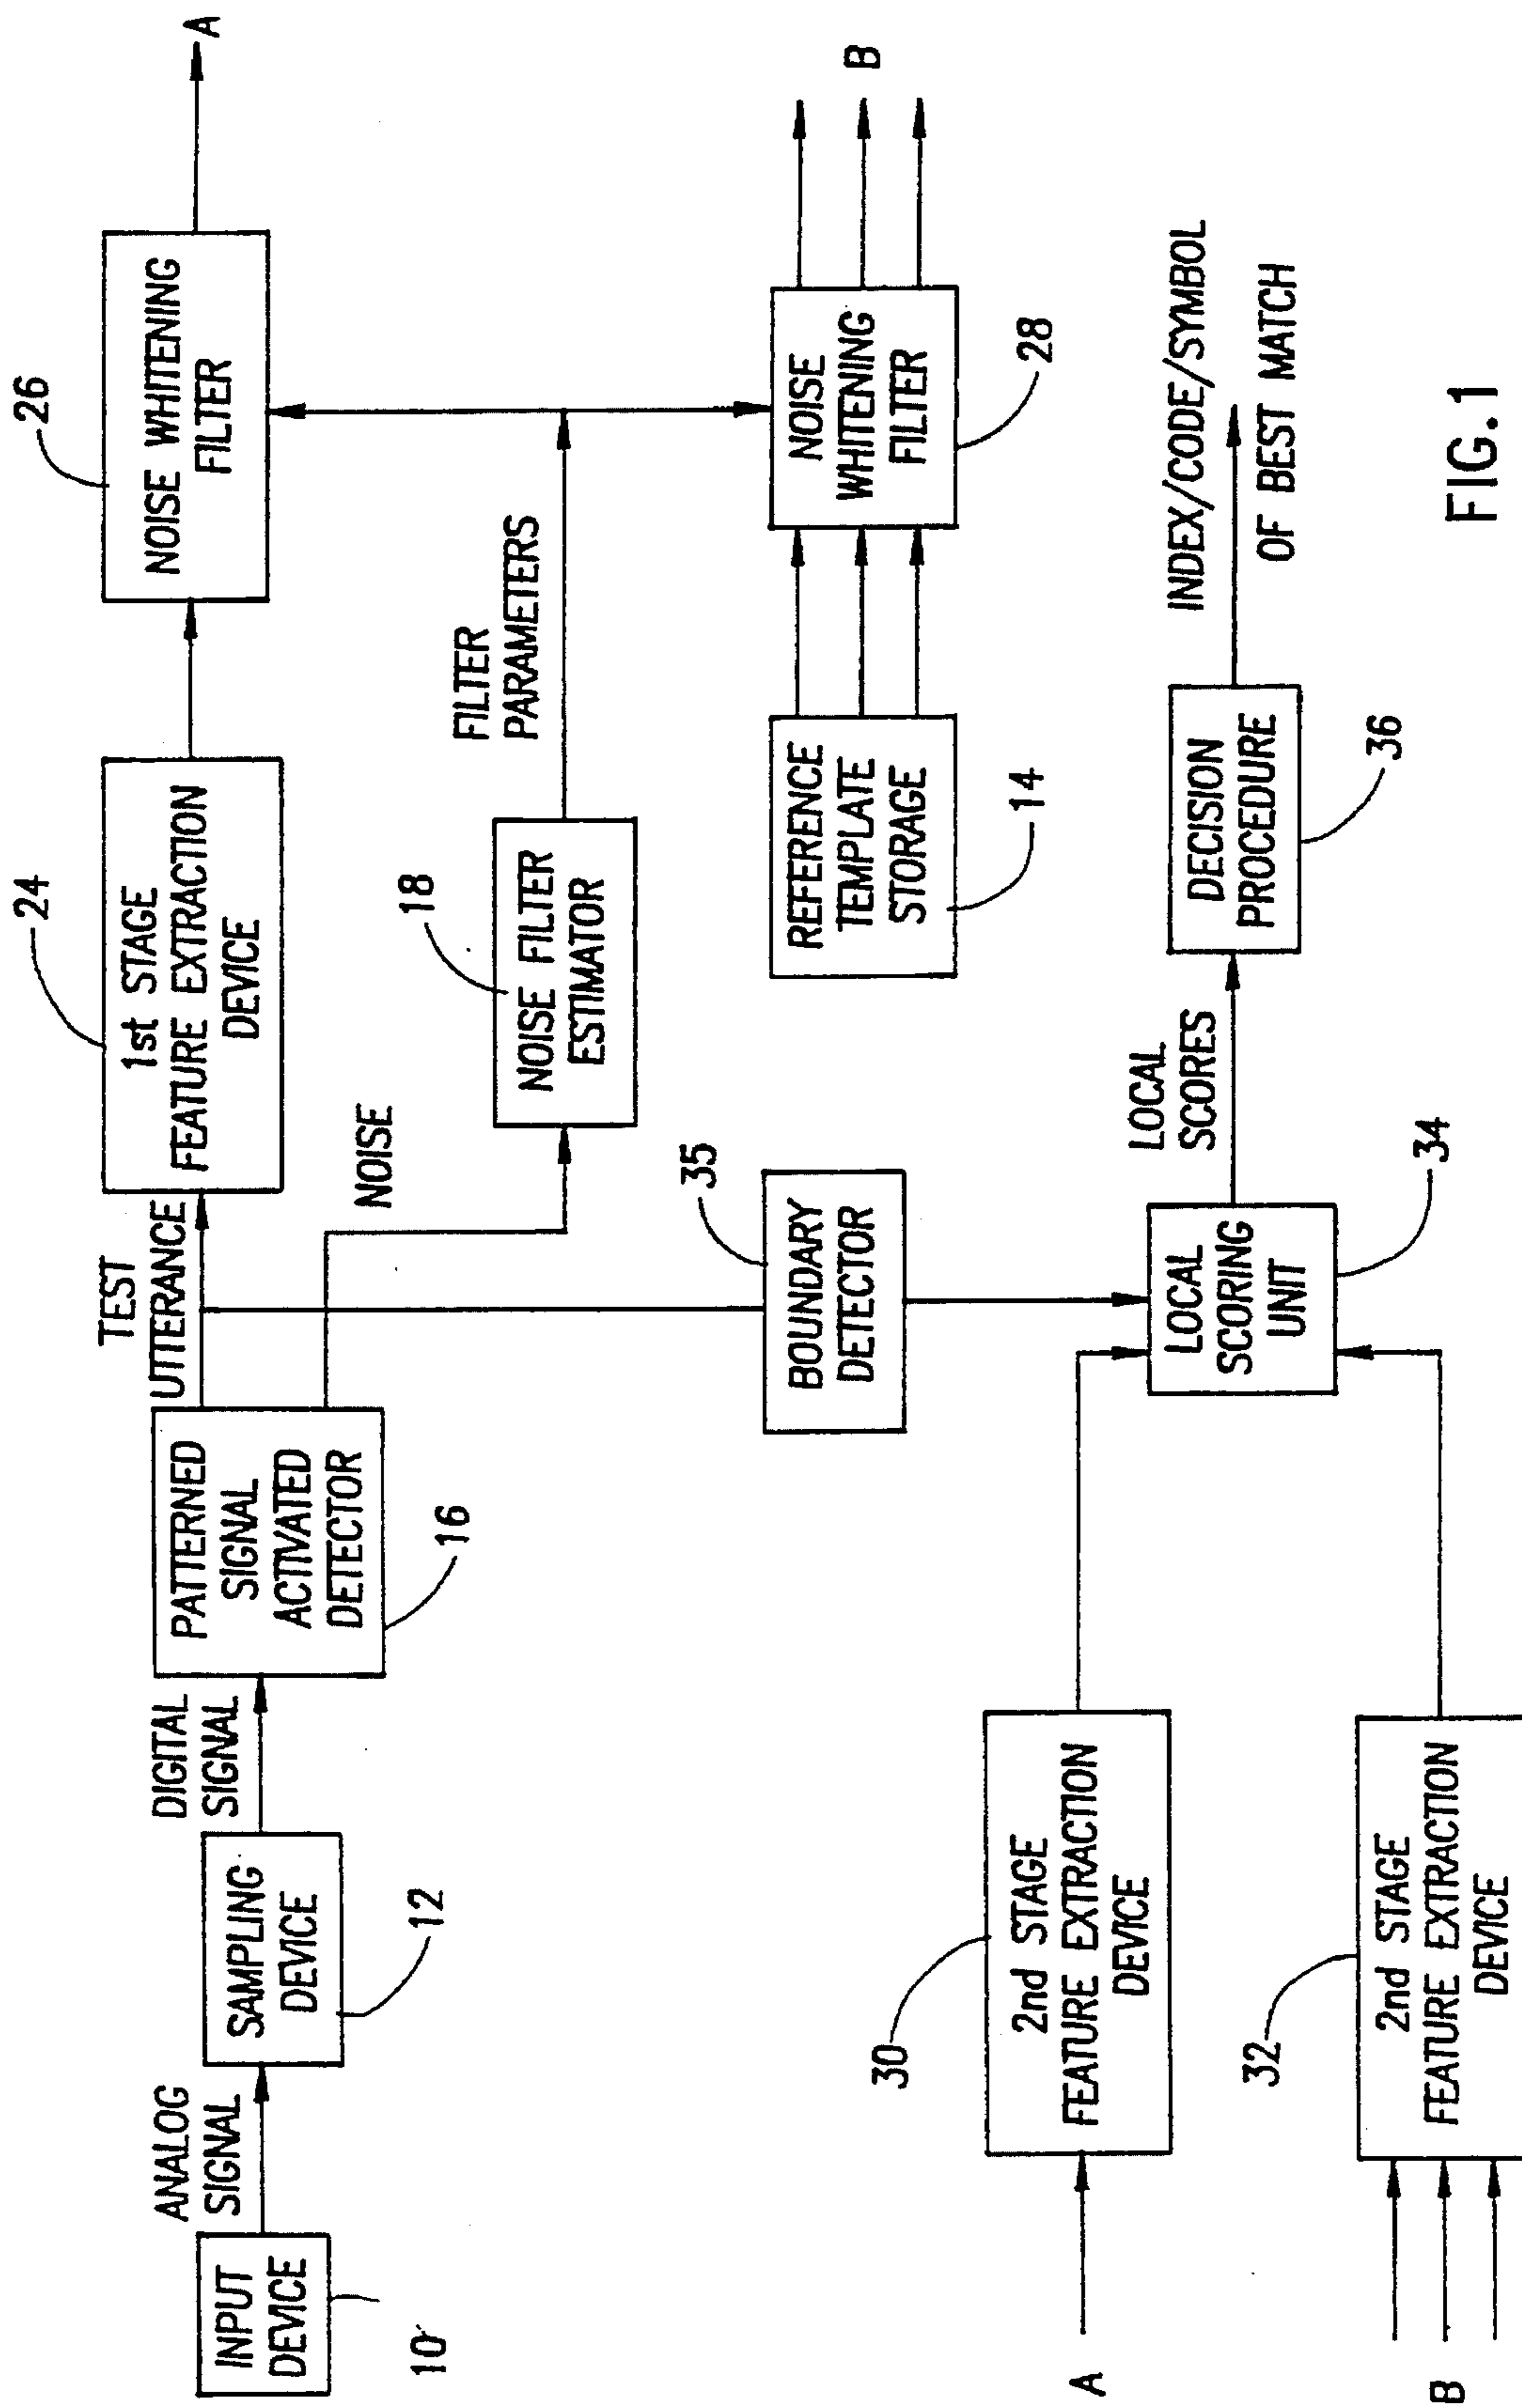 INPUT
DEVICE
10
ANALOG
SIGNAL
SAMPLING
DEVICE
12
DIGITAL
SIGNAL
PATTERNED
SIGNAL
ACTIVATED
DETECTOR
16
TEST
UTTERANCE
NOISE
24
1st STAGE
FEATURE EXTRACTION
DEVICE
18
NOISE FILTER
ESTIMATOR
FILTER
PARAMETERS
26
NOISE WHITENING
FILTER
A
REFERENCE
TEMPLATE
STORAGE
14
NOISE
WHITENING
FILTER
28
B
35
BOUNDARY
DETECTOR
A
30
2nd STAGE
FEATURE EXTRACTION
DEVICE
B
32
2nd STAGE
FEATURE EXTRACTION
DEVICE
LOCAL
SCORING
UNIT
34
LOCAL
SCORES
DECISION
PROCEDURE
36
INDEX/CODE/SYMBOL
OF BEST MATCH
FIG.1